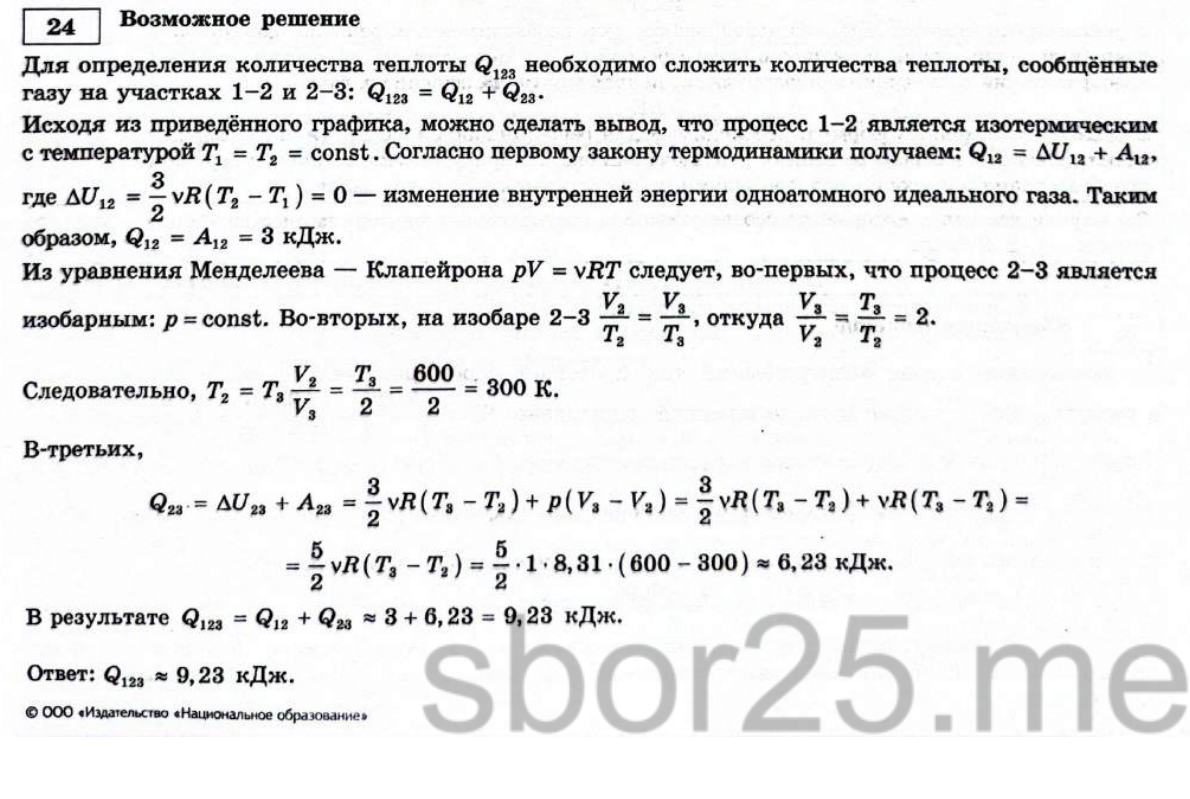 24 Возможное решение
Для определения количества теплоты Q₁₂₃ необходимо сложить количества теплоты, сообщённые
газу на участках 1–2 и 2–3: Q₁₂₃ = Q₁₂ + Q₂₃.
Исходя из приведённого графика, можно сделать вывод, что процесс 1–2 является изотермическим
с температурой T₁ = T₂ = const. Согласно первому закону термодинамики получаем: Q₁₂ = ΔU₁₂ + A₁₂,
где ΔU₁₂ = 3/2 νR(T₂ – T₁) = 0 — изменение внутренней энергии одноатомного идеального газа. Таким
образом, Q₁₂ = A₁₂ = 3 кДж.
Из уравнения Менделеева — Клапейрона pV = νRT следует, во-первых, что процесс 2–3 является
изобарным: p = const. Во-вторых, на изобаре 2–3 V₂/T₂ = V₃/T₃, откуда V₃/V₂ = T₃/T₂ = 2.
Следовательно, T₂ = T₃ V₂/V₃ = T₃/2 = 600/2 = 300 К.
В-третьих,
Q₂₃ = ΔU₂₃ + A₂₃ = 3/2 νR(T₃ – T₂) + p(V₃ – V₂) = 3/2 νR(T₃ – T₂) + νR(T₃ – T₂) =
= 5/2 νR(T₃ – T₂) = 5/2 · 1 · 8,31 · (600 – 300) ≈ 6,23 кДж.
В результате Q₁₂₃ = Q₁₂ + Q₂₃ ≈ 3 + 6,23 = 9,23 кДж.
Ответ: Q₁₂₃ ≈ 9,23 кДж.
© ООО «Издательство «Национальное образование»
sbor25.me